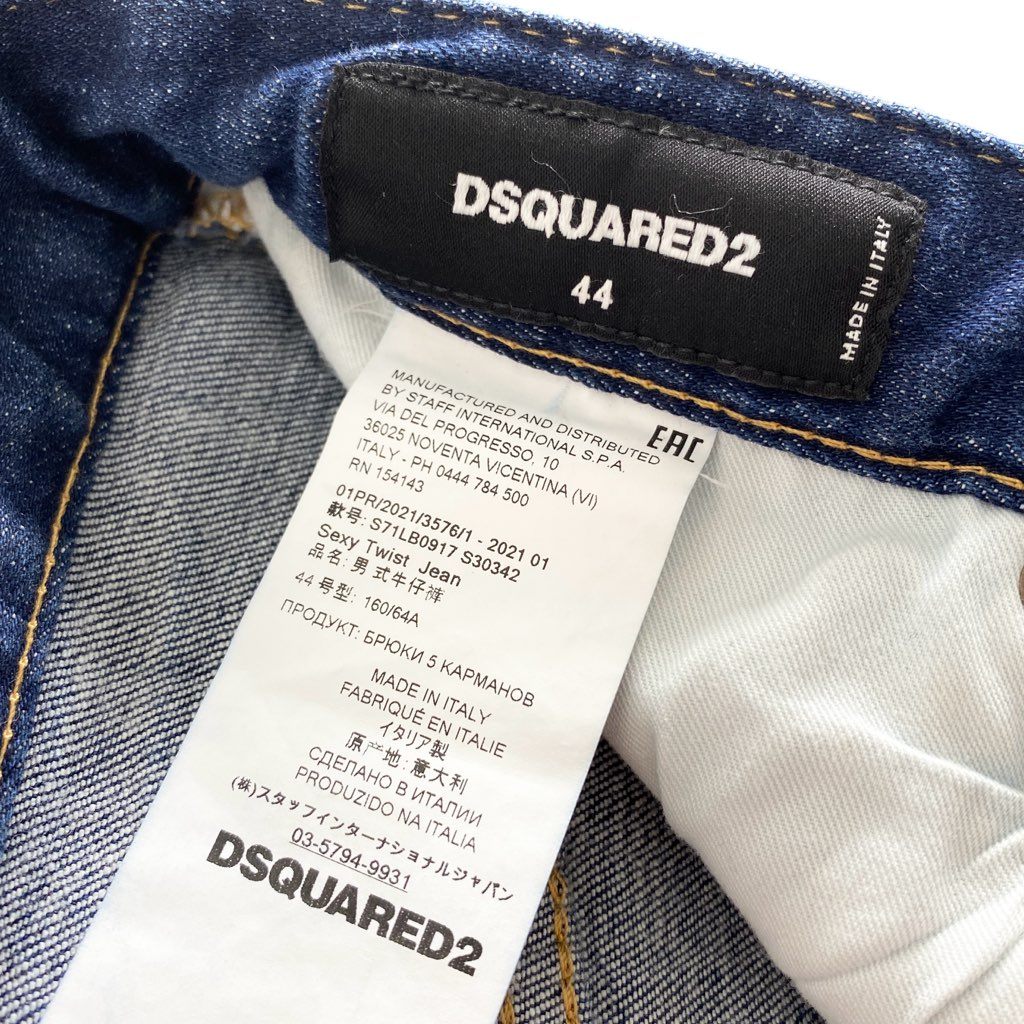 DSQUARED2
44
MADE IN ITALY
MANUFACTURED AND DISTRIBUTED
BY STAFF INTERNATIONAL S.P.A.
VIA DEL PROGRESSO, 10
36025 NOVENTA VICENTINA (VI)
ITALY - PH 0444 784 500
RN 154143
EAC
01PR/2021/3576/1 - 2021 01
款号: S71LB0917 S30342
Sexy Twist Jean
品名: 男式牛仔裤
44 号型: 160/64A
ПРОДУКТ: БРЮКИ 5 КАРМАНОВ
MADE IN ITALY
FABRIQUÉ EN ITALIE
イタリア製
原产地: 意大利
СДЕЛАНО В ИТАЛИИ
PRODUZIDO NA ITALIA
(株)スタッフインターナショナルジャパン
03-5794-9931
DSQUARED2